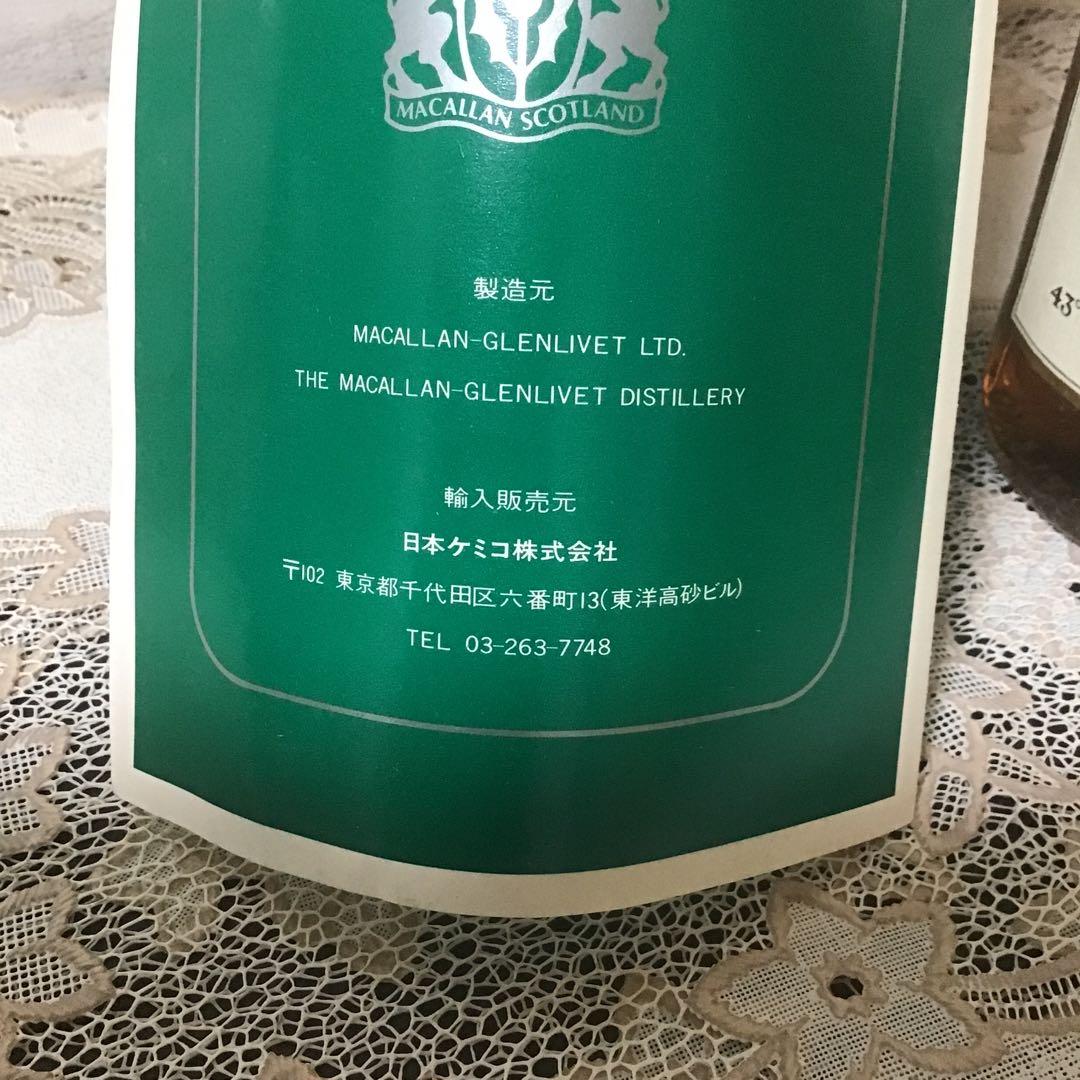 MACALLAN SCOTLAND
製造元
MACALLAN-GLENLIVET LTD.
THE MACALLAN-GLENLIVET DISTILLERY
輸入販売元
日本ケミコ株式会社
〒102 東京都千代田区六番町13(東洋高砂ビル)
TEL 03-263-7748
43°